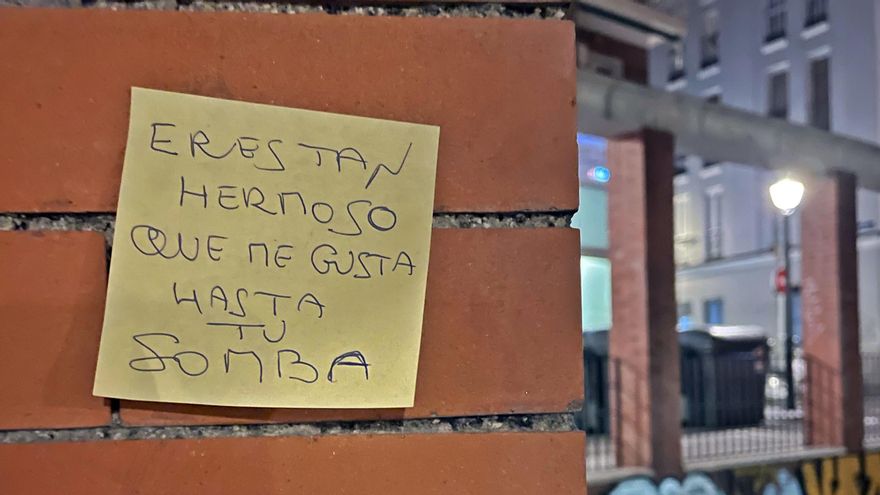 ERES TAN
HERMOSO
QUE ME GUSTA
HASTA
TU
SOMBA